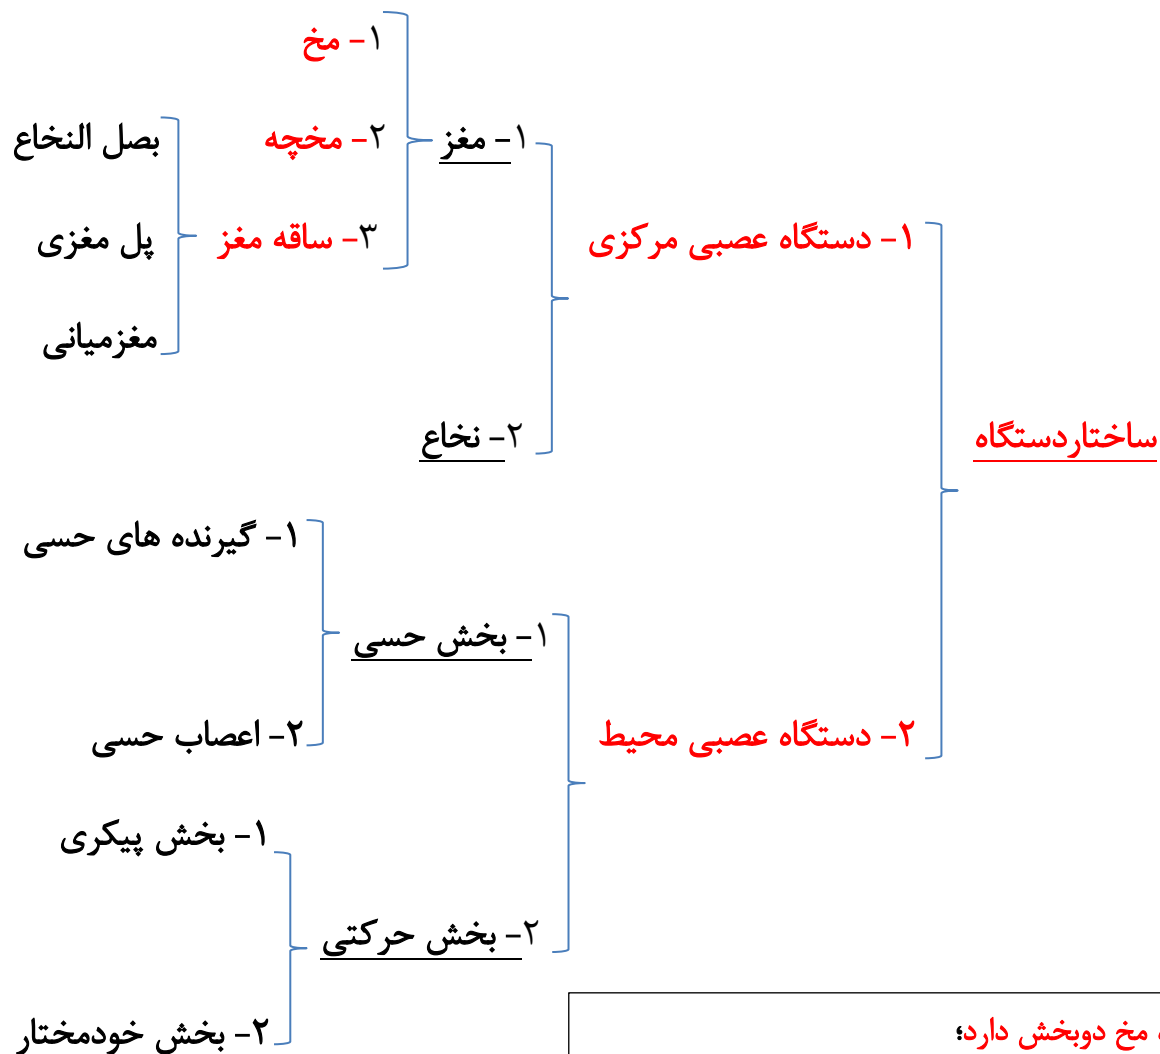 ۱- مخ
۱- مغز
۲- مخچه
بصل النخاع
۱- دستگاه عصبی مرکزی
۳- ساقه مغز
پل مغزی
مغزمیانی
ساختاردستگاه
۲- نخاع
۱- گیرنده های حسی
۱- بخش حسی
۲- دستگاه عصبی محیط
۲- اعصاب حسی
۱- بخش پیکری
۲- بخش حرکتی
۲- بخش خودمختار
مخ دوبخش دارد؛